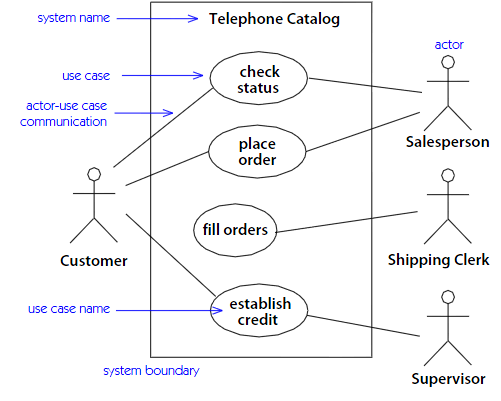 system name
Telephone Catalog
actor
use case
check
status
actor-use case
communication
Salesperson
place
order
fill orders
Customer
Shipping Clerk
use case name
establish
credit
system boundary
Supervisor